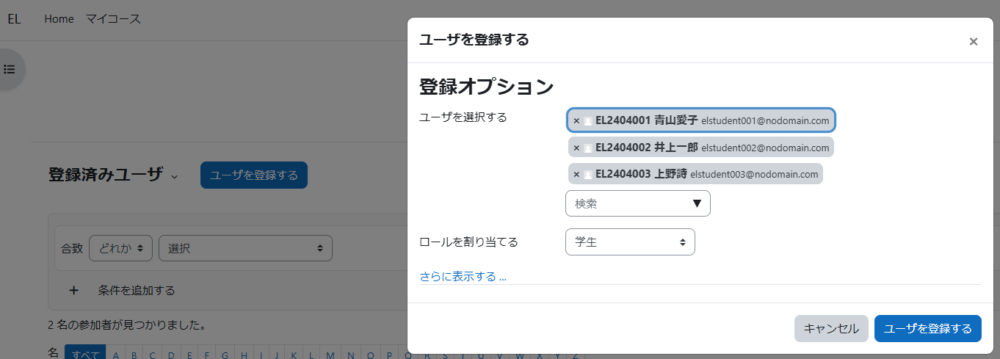 EL Home マイコース
登録済みユーザ ユーザを登録する
合致 どれか 選択
条件を追加する
2 名の参加者が見つかりました。
名 すべて A B C D E F G H I J K L M N O P Q R S T U V W X Y Z
ユーザを登録する ×
登録オプション
ユーザを選択する
× EL2404001 青山愛子 elstudent001@nodomain.com
× EL2404002 井上一郎 elstudent002@nodomain.com
× EL2404003 上野詩 elstudent003@nodomain.com
検索 ▼
ロールを割り当てる 学生
さらに表示する ...
キャンセル ユーザを登録する